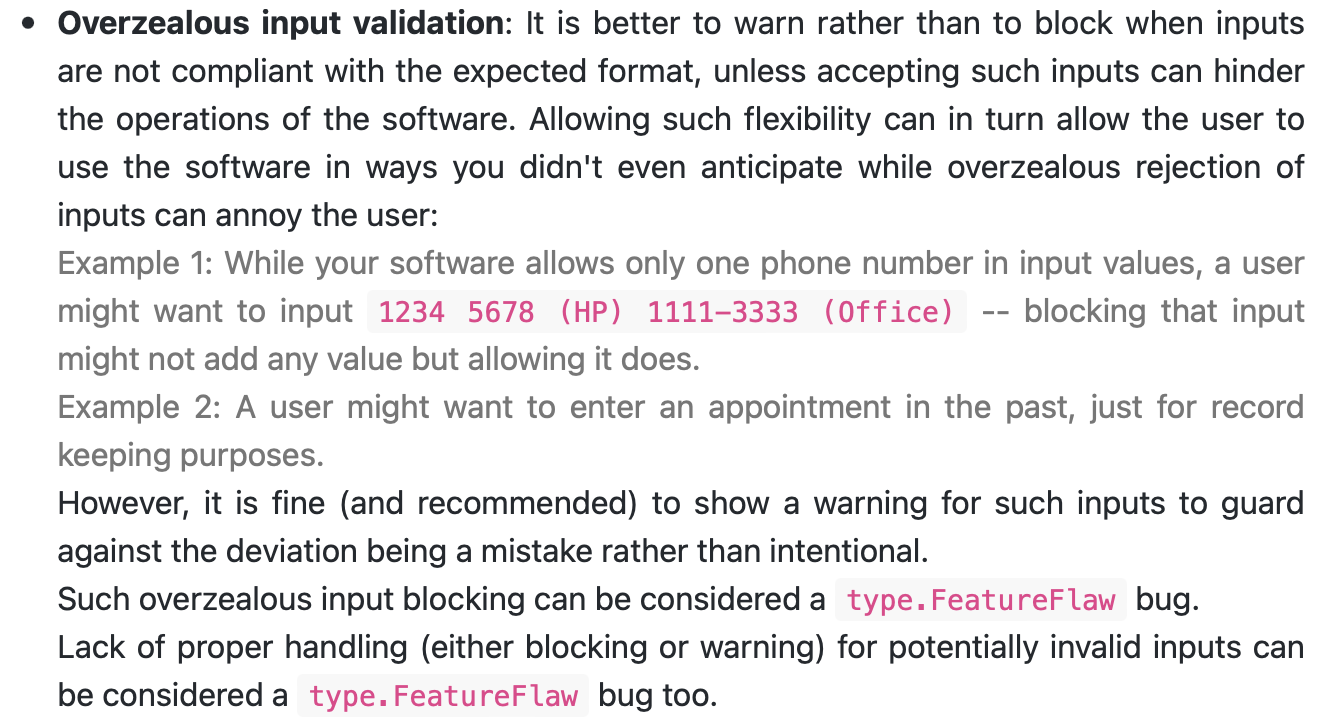 • Overzealous input validation: It is better to warn rather than to block when inputs
are not compliant with the expected format, unless accepting such inputs can hinder
the operations of the software. Allowing such flexibility can in turn allow the user to
use the software in ways you didn't even anticipate while overzealous rejection of
inputs can annoy the user:
Example 1: While your software allows only one phone number in input values, a user
might want to input 1234 5678 (HP) 1111-3333 (Office) -- blocking that input
might not add any value but allowing it does.
Example 2: A user might want to enter an appointment in the past, just for record
keeping purposes.
However, it is fine (and recommended) to show a warning for such inputs to guard
against the deviation being a mistake rather than intentional.
Such overzealous input blocking can be considered a type.FeatureFlaw bug.
Lack of proper handling (either blocking or warning) for potentially invalid inputs can
be considered a type.FeatureFlaw bug too.